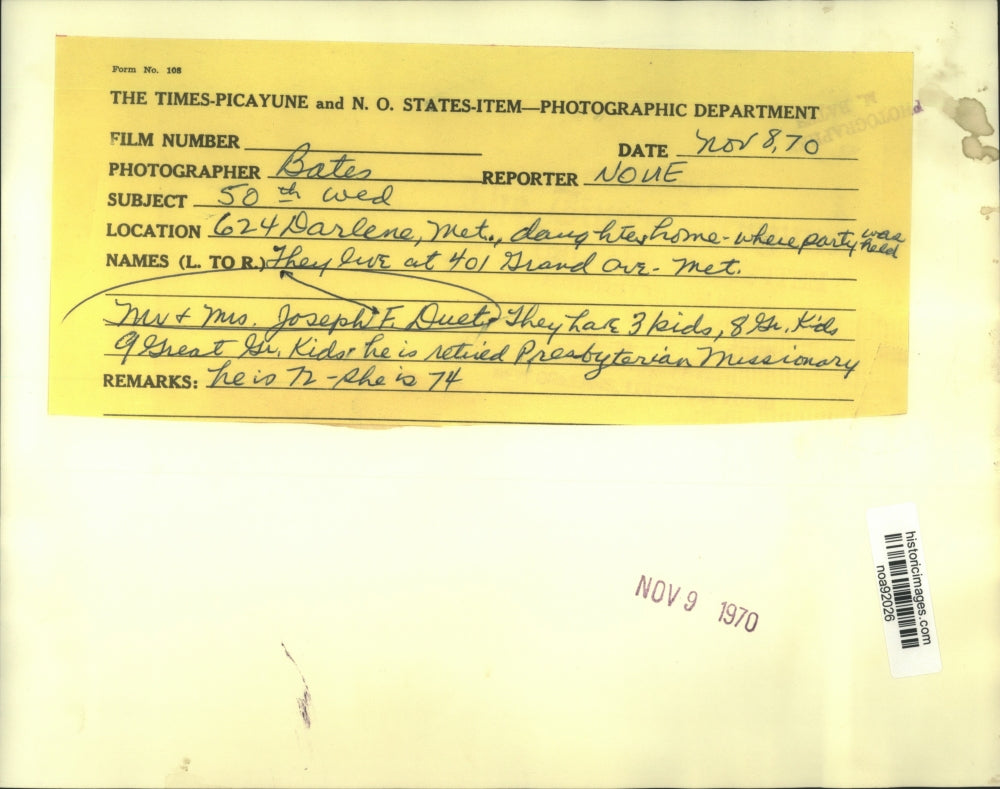 Form No. 108
THE TIMES-PICAYUNE and N. O. STATES-ITEM—PHOTOGRAPHIC DEPARTMENT
FILM NUMBER
DATE Nov 8,70
PHOTOGRAPHER Bates
REPORTER NONE
SUBJECT 50th wed
LOCATION 624 Darlene, Met., daughters home - where party was held
NAMES (L. TO R.) They live at 401 Grand Ave. Met.
Mr + Mrs. Joseph F. Duet. They have 3 kids, 8 Gr. Kids
9 Great Gr. Kids. he is retired Presbyterian Missionary
REMARKS: he is 72 - she is 74
NOV 9 1970
historicimages.com
noa92026